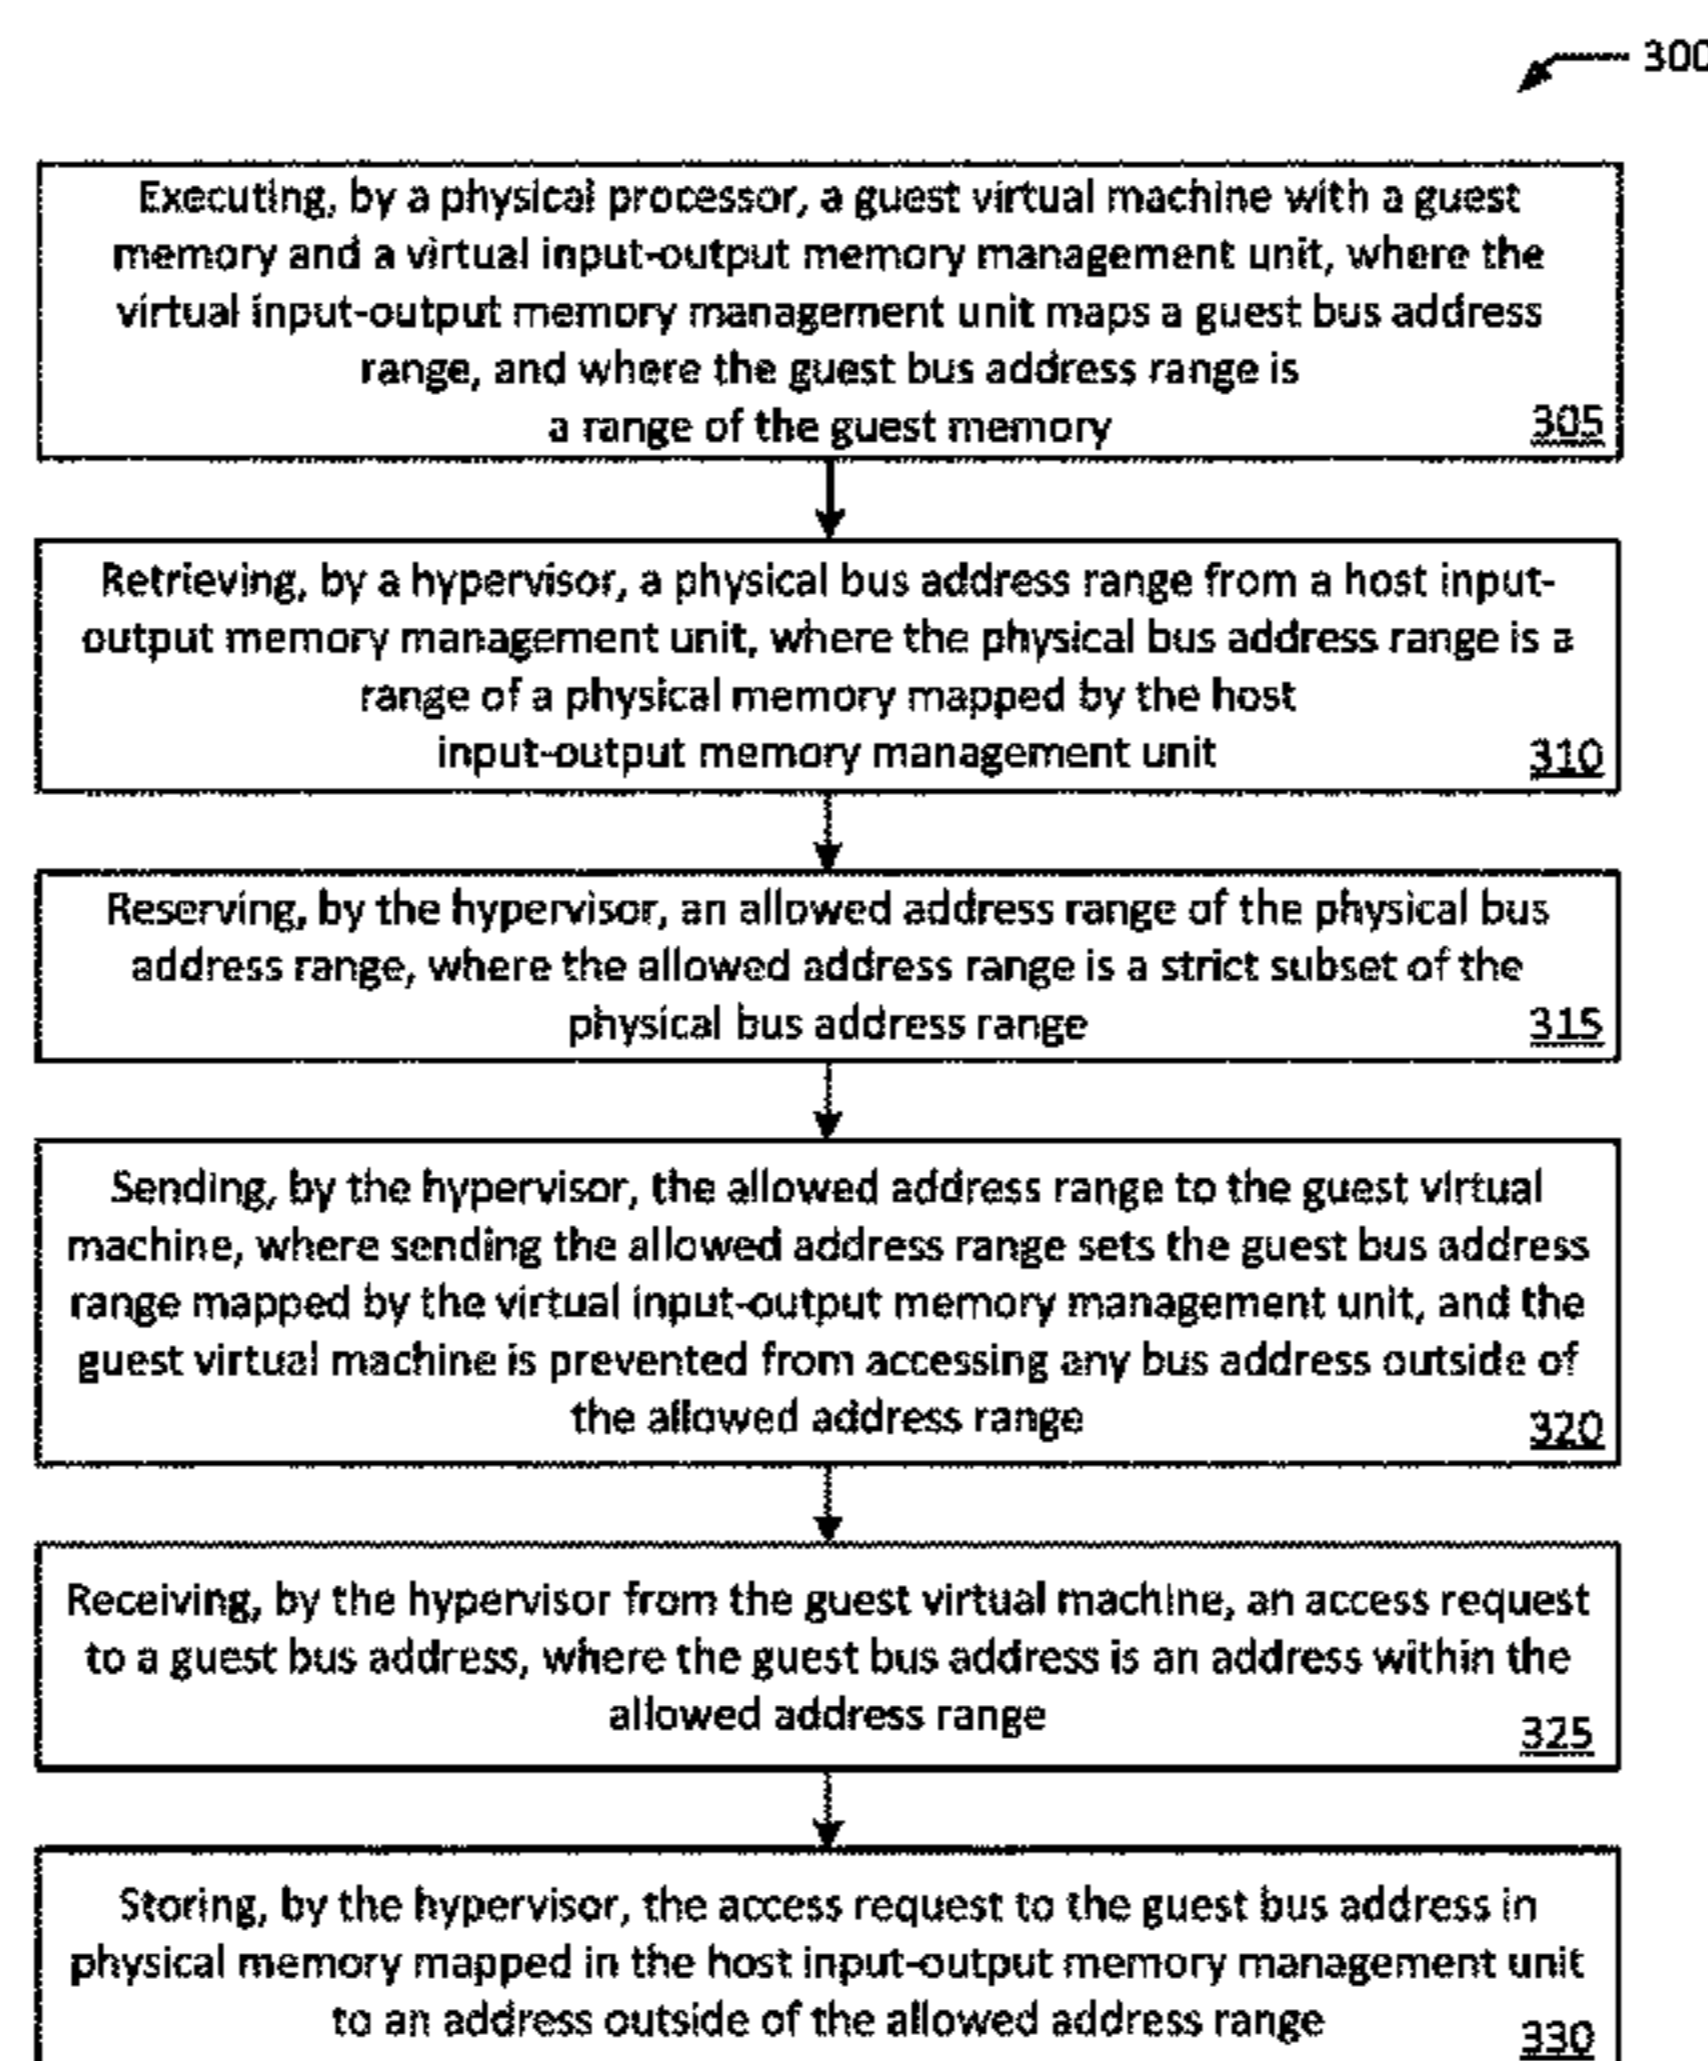 300
Executing, by a physical processor, a guest virtual machine with a guest
memory and a virtual input-output memory management unit, where the
virtual input-output memory management unit maps a guest bus address
range, and where the guest bus address range is
a range of the guest memory
305
Retrieving, by a hypervisor, a physical bus address range from a host input-
output memory management unit, where the physical bus address range is a
range of a physical memory mapped by the host
input-output memory management unit
310
Reserving, by the hypervisor, an allowed address range of the physical bus
address range, where the allowed address range is a strict subset of the
physical bus address range
315
Sending, by the hypervisor, the allowed address range to the guest virtual
machine, where sending the allowed address range sets the guest bus address
range mapped by the virtual input-output memory management unit, and the
guest virtual machine is prevented from accessing any bus address outside of
the allowed address range
320
Receiving, by the hypervisor from the guest virtual machine, an access request
to a guest bus address, where the guest bus address is an address within the
allowed address range
325
Storing, by the hypervisor, the access request to the guest bus address in
physical memory mapped in the host input-output memory management unit
to an address outside of the allowed address range
330